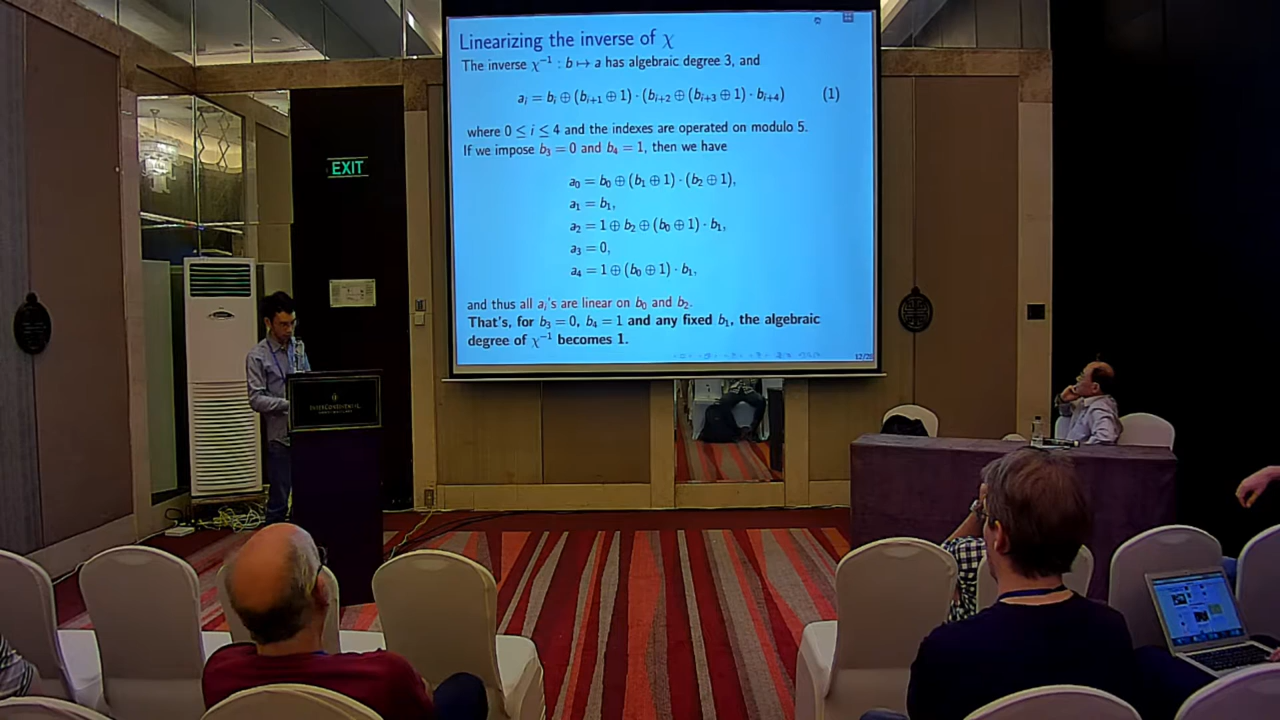 Linearizing the inverse of χ
The inverse χ⁻¹ : b ↦ a has algebraic degree 3, and
aᵢ = bᵢ ⊕ (bᵢ₊₁ ⊕ 1) · (bᵢ₊₂ ⊕ (bᵢ₊₃ ⊕ 1) · bᵢ₊₄) (1)
where 0 ≤ i ≤ 4 and the indexes are operated on modulo 5.
If we impose b₃ = 0 and b₄ = 1, then we have
a₀ = b₀ ⊕ (b₁ ⊕ 1) · (b₂ ⊕ 1),
a₁ = b₁,
a₂ = 1 ⊕ b₂ ⊕ (b₀ ⊕ 1) · b₁,
a₃ = 0,
a₄ = 1 ⊕ (b₀ ⊕ 1) · b₁,
and thus all aᵢ's are linear on b₀ and b₂.
That's, for b₃ = 0, b₄ = 1 and any fixed b₁, the algebraic
degree of χ⁻¹ becomes 1.
EXIT
INTERCONTINENTAL